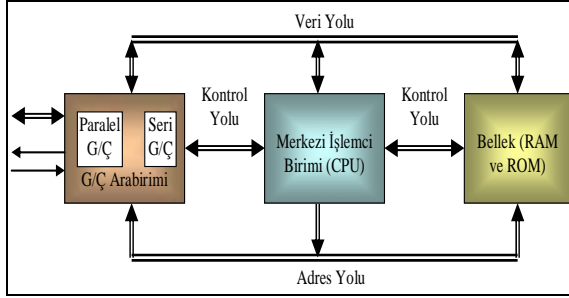 Veri Yolu
Kontrol
Yolu
Kontrol
Yolu
Paralel
G/Ç
Seri
G/Ç
G/Ç Arabirimi
Merkezi İşlemci
Birimi (CPU)
Bellek (RAM
ve ROM)
Adres Yolu